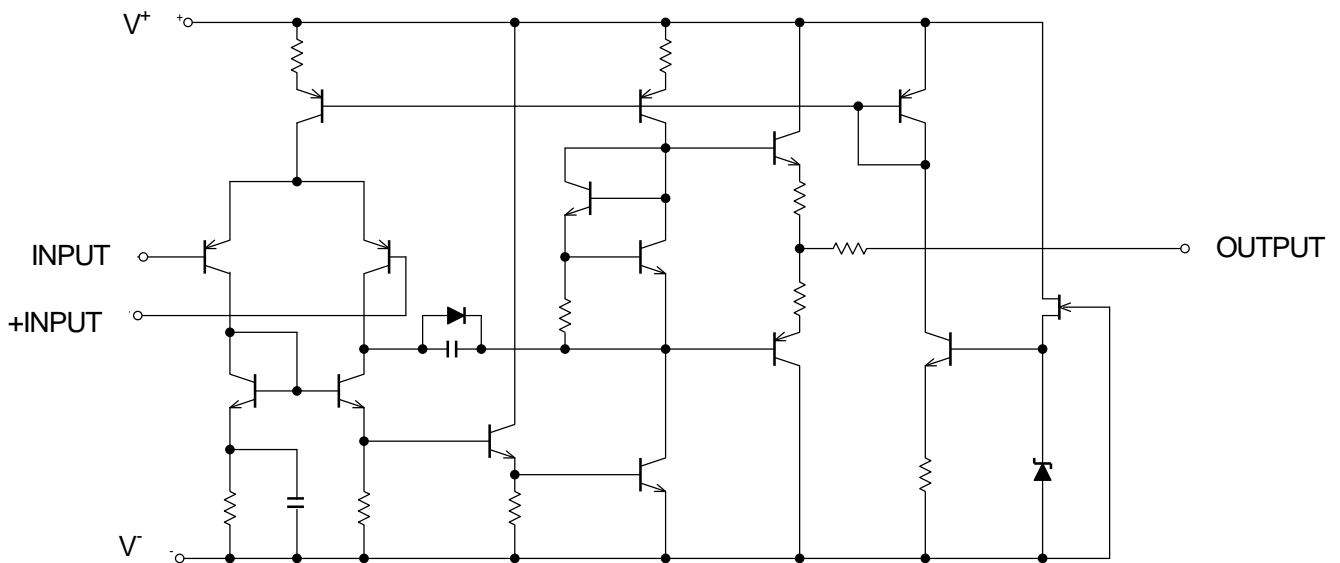 V+
+
INPUT
+INPUT
OUTPUT
V-
-